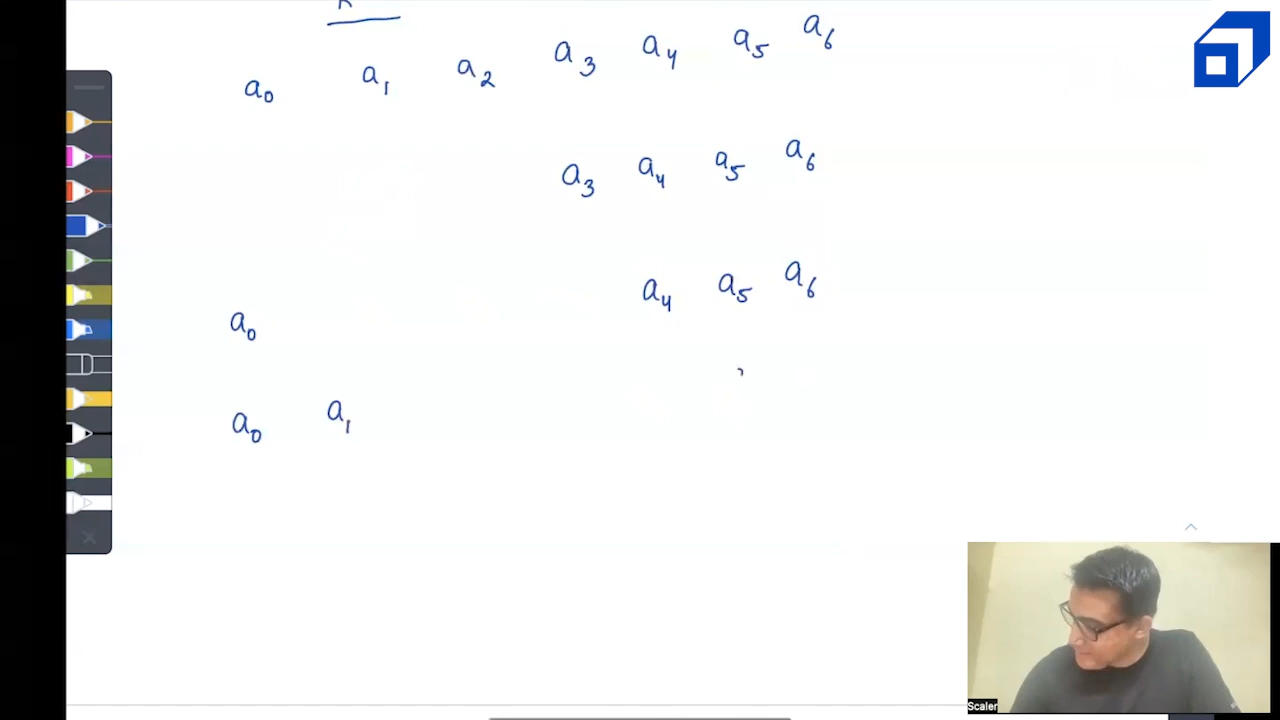 a₀ a₁ a₂ a₃ a₄ a₅ a₆
a₃ a₄ a₅ a₆
a₄ a₅ a₆
a₀
a₀ a₁
Scaler